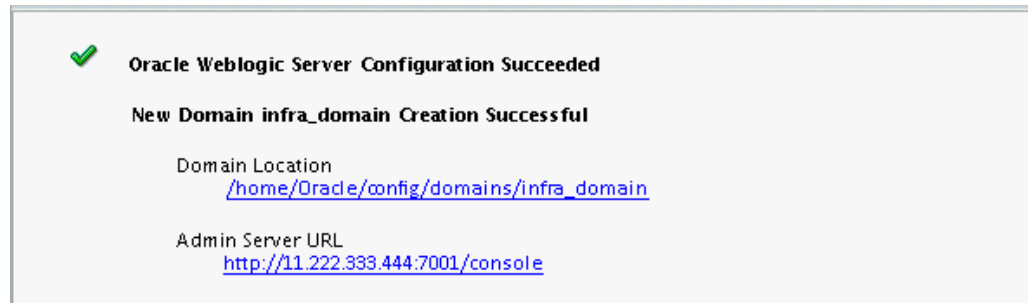 Oracle Weblogic Server Configuration Succeeded
New Domain infra_domain Creation Successful
Domain Location
/home/Oracle/config/domains/infra_domain
Admin Server URL
http://11.222.333.444:7001/console